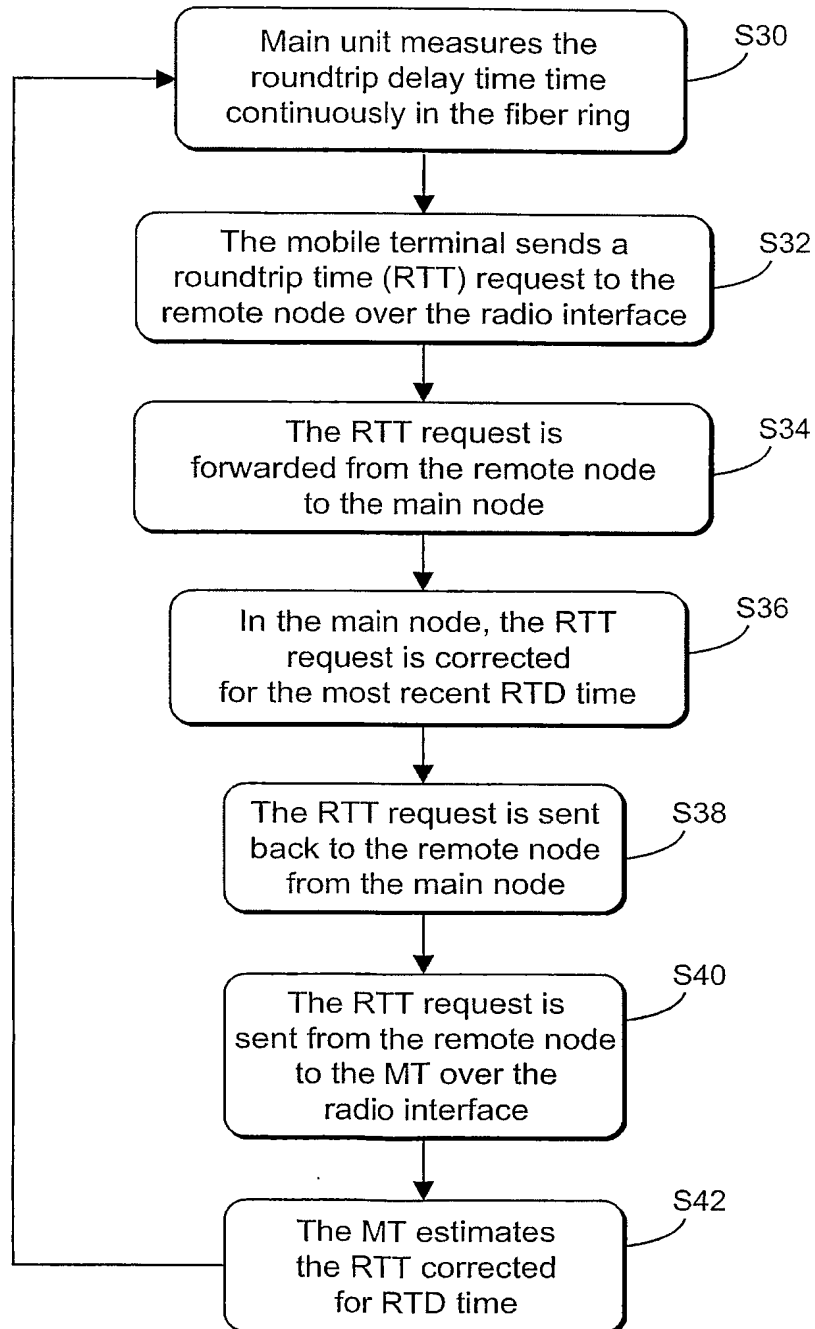 Main unit measures the
roundtrip delay time time
continuously in the fiber ring
S30
The mobile terminal sends a
roundtrip time (RTT) request to the
remote node over the radio interface
S32
The RTT request is
forwarded from the remote node
to the main node
S34
In the main node, the RTT
request is corrected
for the most recent RTD time
S36
The RTT request is sent
back to the remote node
from the main node
S38
The RTT request is
sent from the remote node
to the MT over the
radio interface
S40
The MT estimates
the RTT corrected
for RTD time
S42